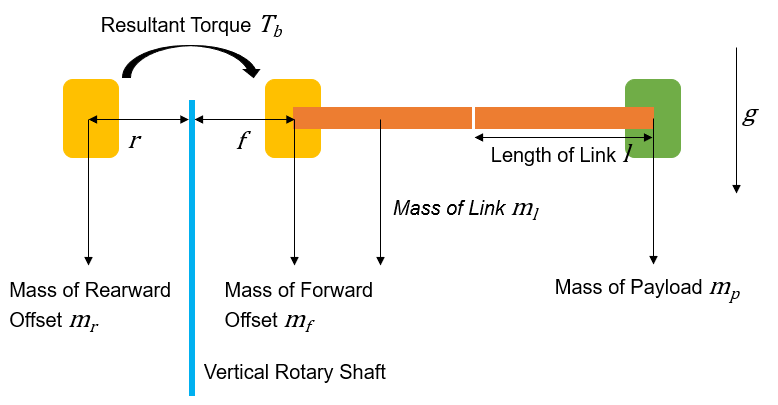 Resultant Torque T_b
r
f
g
Length of Link l
Mass of Link m_l
Mass of Rearward
Offset m_r
Mass of Forward
Offset m_f
Mass of Payload m_p
Vertical Rotary Shaft